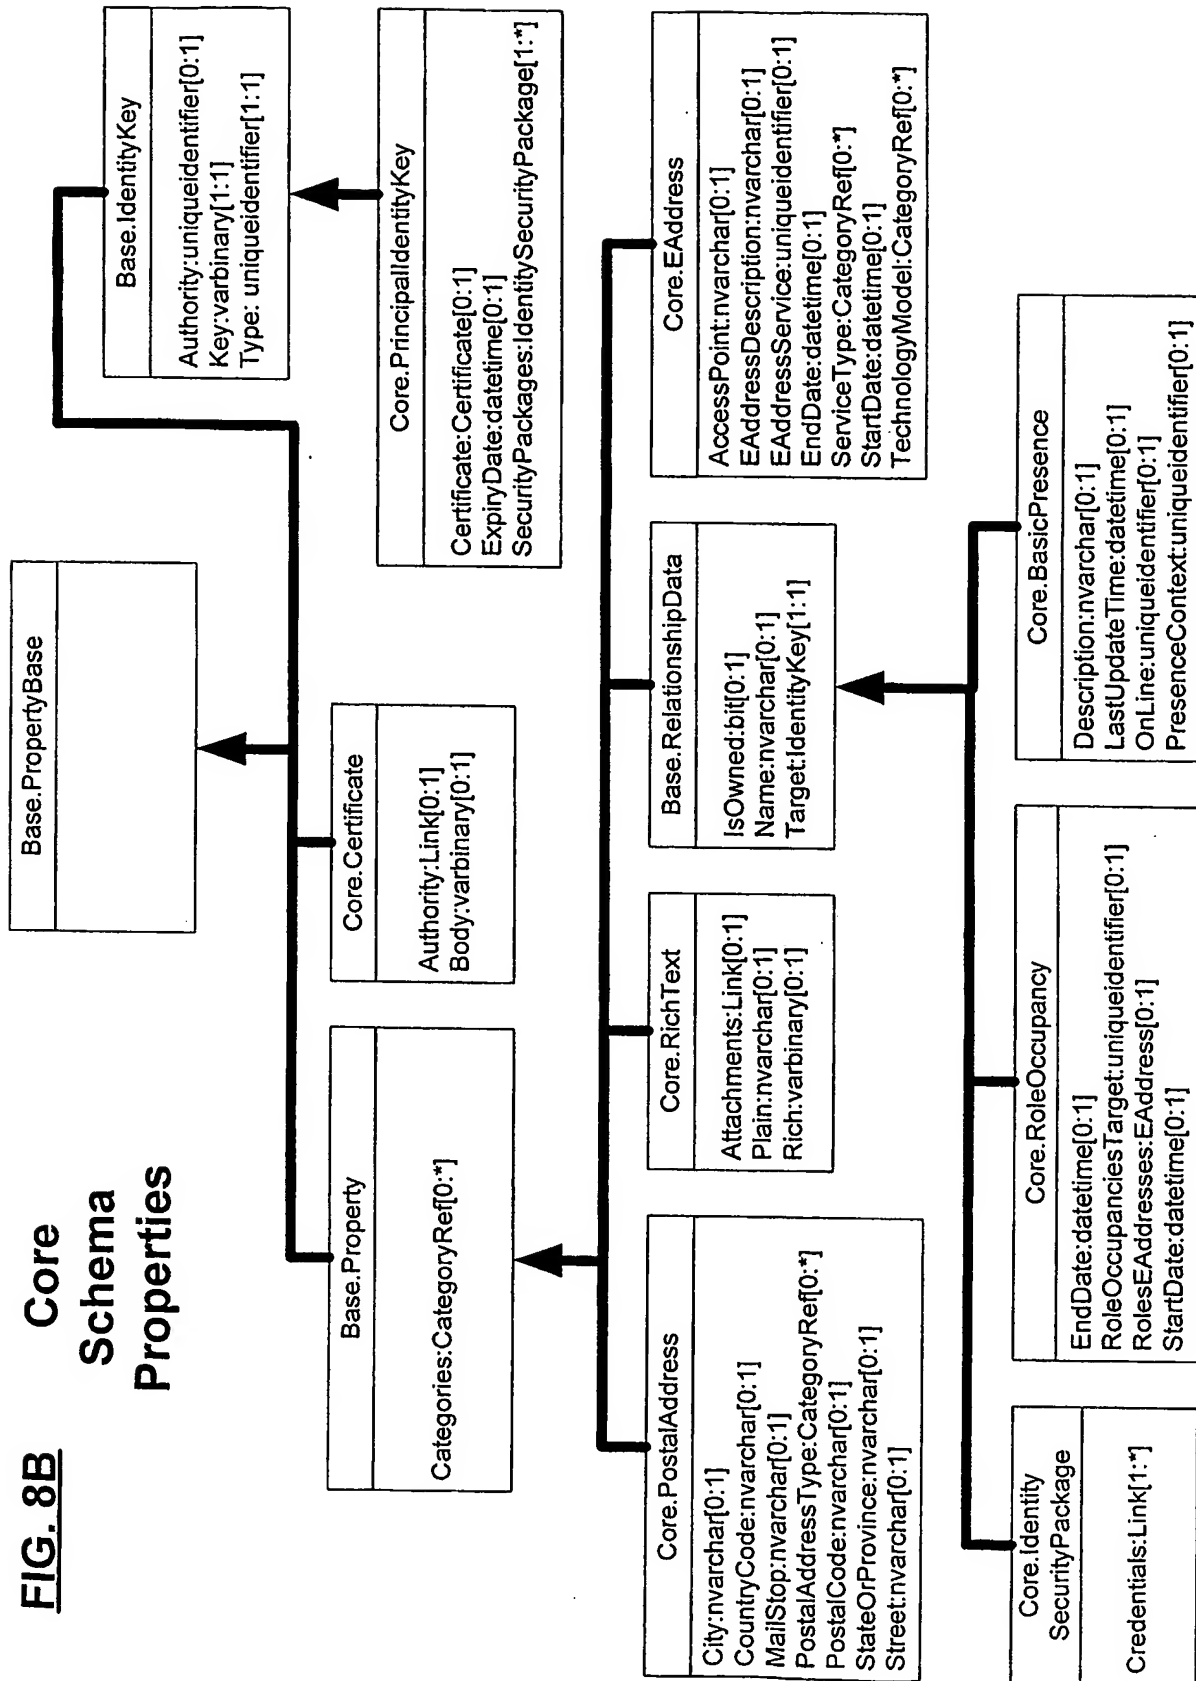 FIG. 8B
Core
Schema
Properties
Base.PropertyBase
Base.IdentityKey
Authority:uniqueidentifier[0:1]
Key:varbinary[1:1]
Type: uniqueidentifier[1:1]
Base.Property
Categories:CategoryRef[0:*]
Core.Certificate
Authority:Link[0:1]
Body:varbinary[0:1]
Core.PrincipalIdentityKey
Certificate:Certificate[0:1]
ExpiryDate:datetime[0:1]
SecurityPackages:IdentitySecurityPackage[1:*]
Core.PostalAddress
City:nvarchar[0:1]
CountryCode:nvarchar[0:1]
MailStop:nvarchar[0:1]
PostalAddressType:CategoryRef[0:*]
PostalCode:nvarchar[0:1]
StateOrProvince:nvarchar[0:1]
Street:nvarchar[0:1]
Core.RichText
Attachments:Link[0:1]
Plain:nvarchar[0:1]
Rich:varbinary[0:1]
Base.RelationshipData
IsOwned:bit[0:1]
Name:nvarchar[0:1]
Target:IdentityKey[1:1]
Core.EAddress
AccessPoint:nvarchar[0:1]
EAddressDescription:nvarchar[0:1]
EAddressService:uniqueidentifier[0:1]
EndDate:datetime[0:1]
ServiceType:CategoryRef[0:*]
StartDate:datetime[0:1]
TechnologyModel:CategoryRef[0:*]
Core.Identity
SecurityPackage
Credentials:Link[1:*]
Core.RoleOccupancy
EndDate:datetime[0:1]
RoleOccupanciesTarget:uniqueidentifier[0:1]
RolesEAddresses:EAddress[0:1]
StartDate:datetime[0:1]
Core.BasicPresence
Description:nvarchar[0:1]
LastUpdateTime:datetime[0:1]
OnLine:uniqueidentifier[0:1]
PresenceContext:uniqueidentifier[0:1]